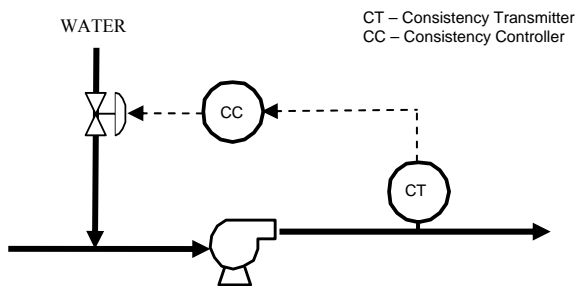 WATER
CT – Consistency Transmitter
CC – Consistency Controller
CC
CT